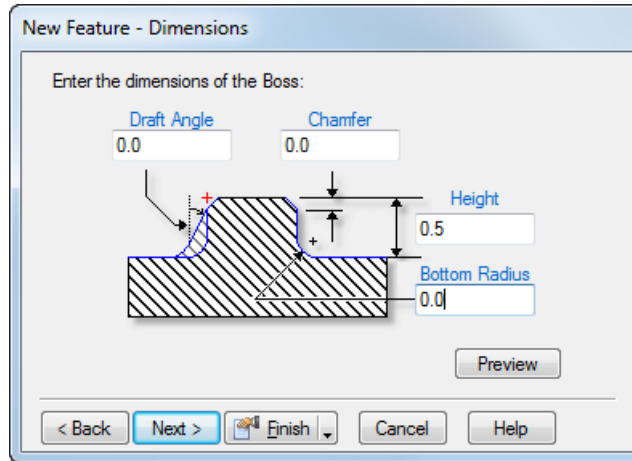 New Feature - Dimensions
Enter the dimensions of the Boss:
Draft Angle
Chamfer
0.0
0.0
Height
0.5
Bottom Radius
0.0
Preview
< Back
Next >
Finish
Cancel
Help